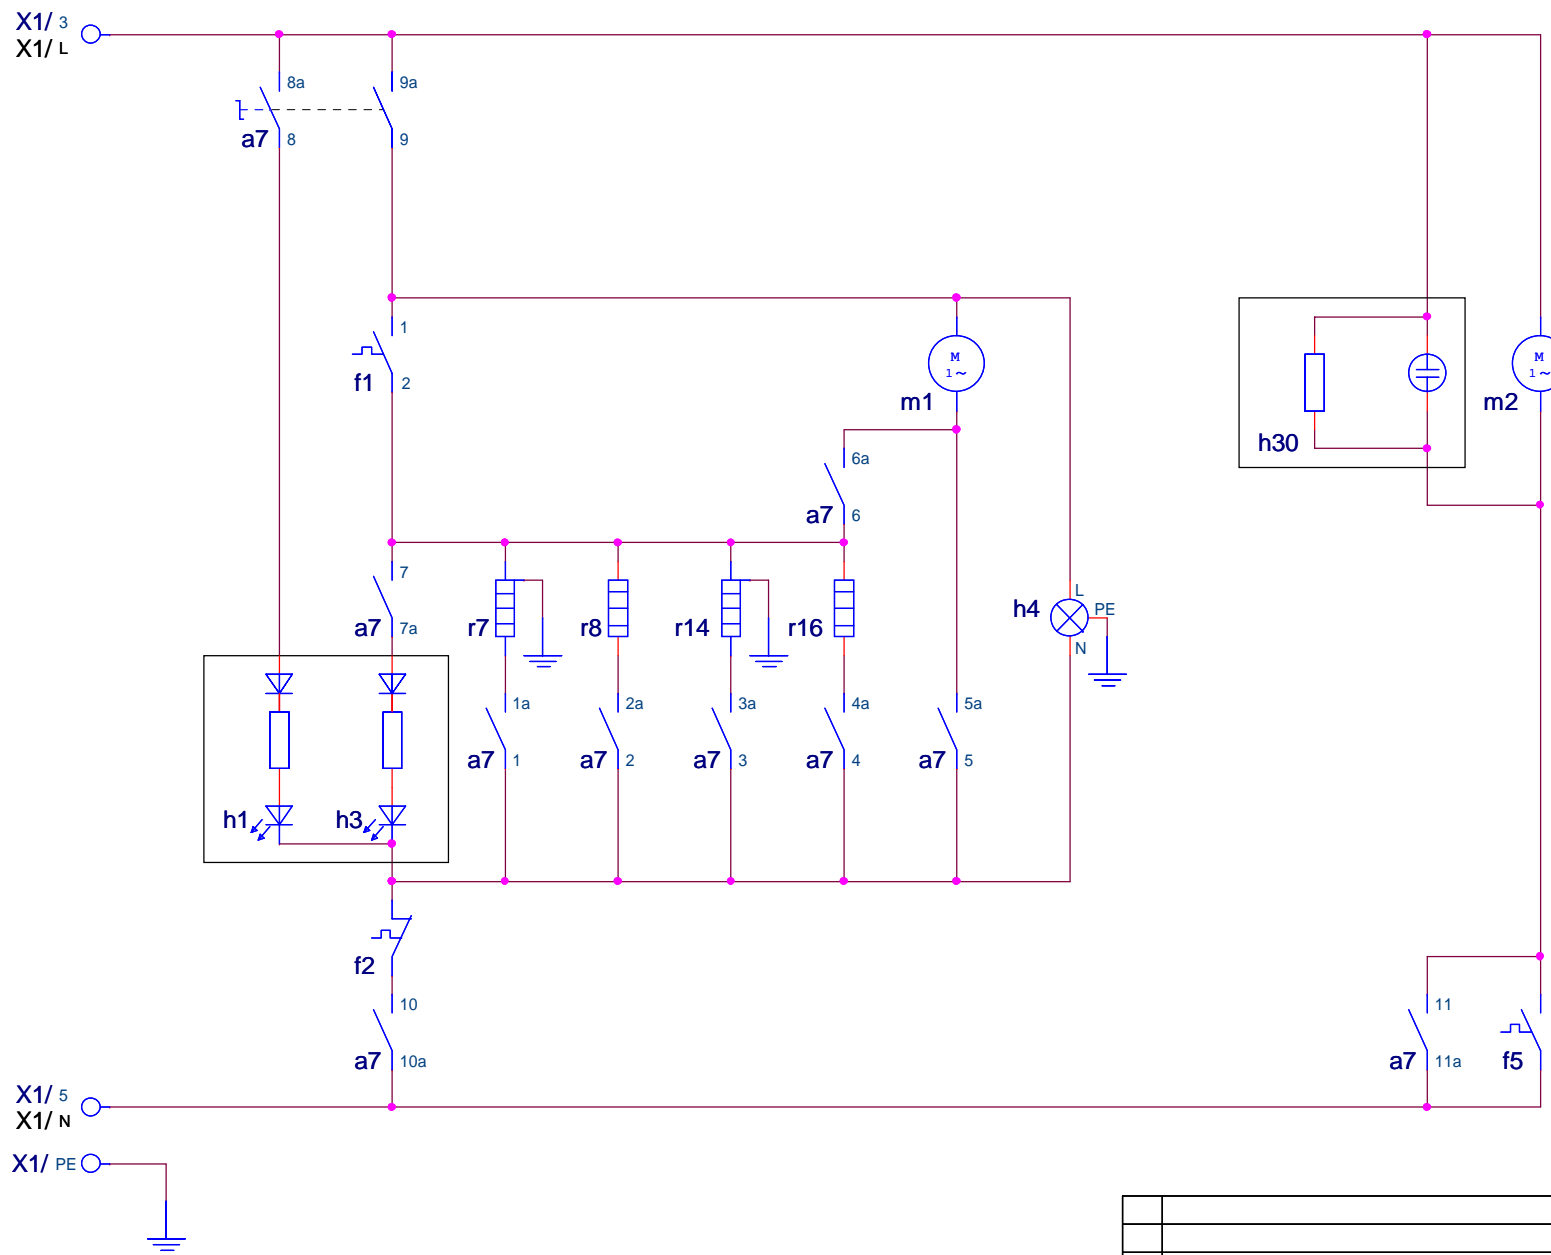 X1/ 3
X1/ L
8a
9a
a7 8
9
1
f1 2
M
1~
m1
M
1~
m2
h30
6a
a7 6
7
a7 7a
r7
r8
r14
r16
h4
L
PE
N
1a
2a
3a
4a
5a
a7 1
a7 2
a7 3
a7 4
a7 5
h1
h3
f2
10
a7 10a
11
a7 11a
f5
X1/ 5
X1/ N
X1/ PE